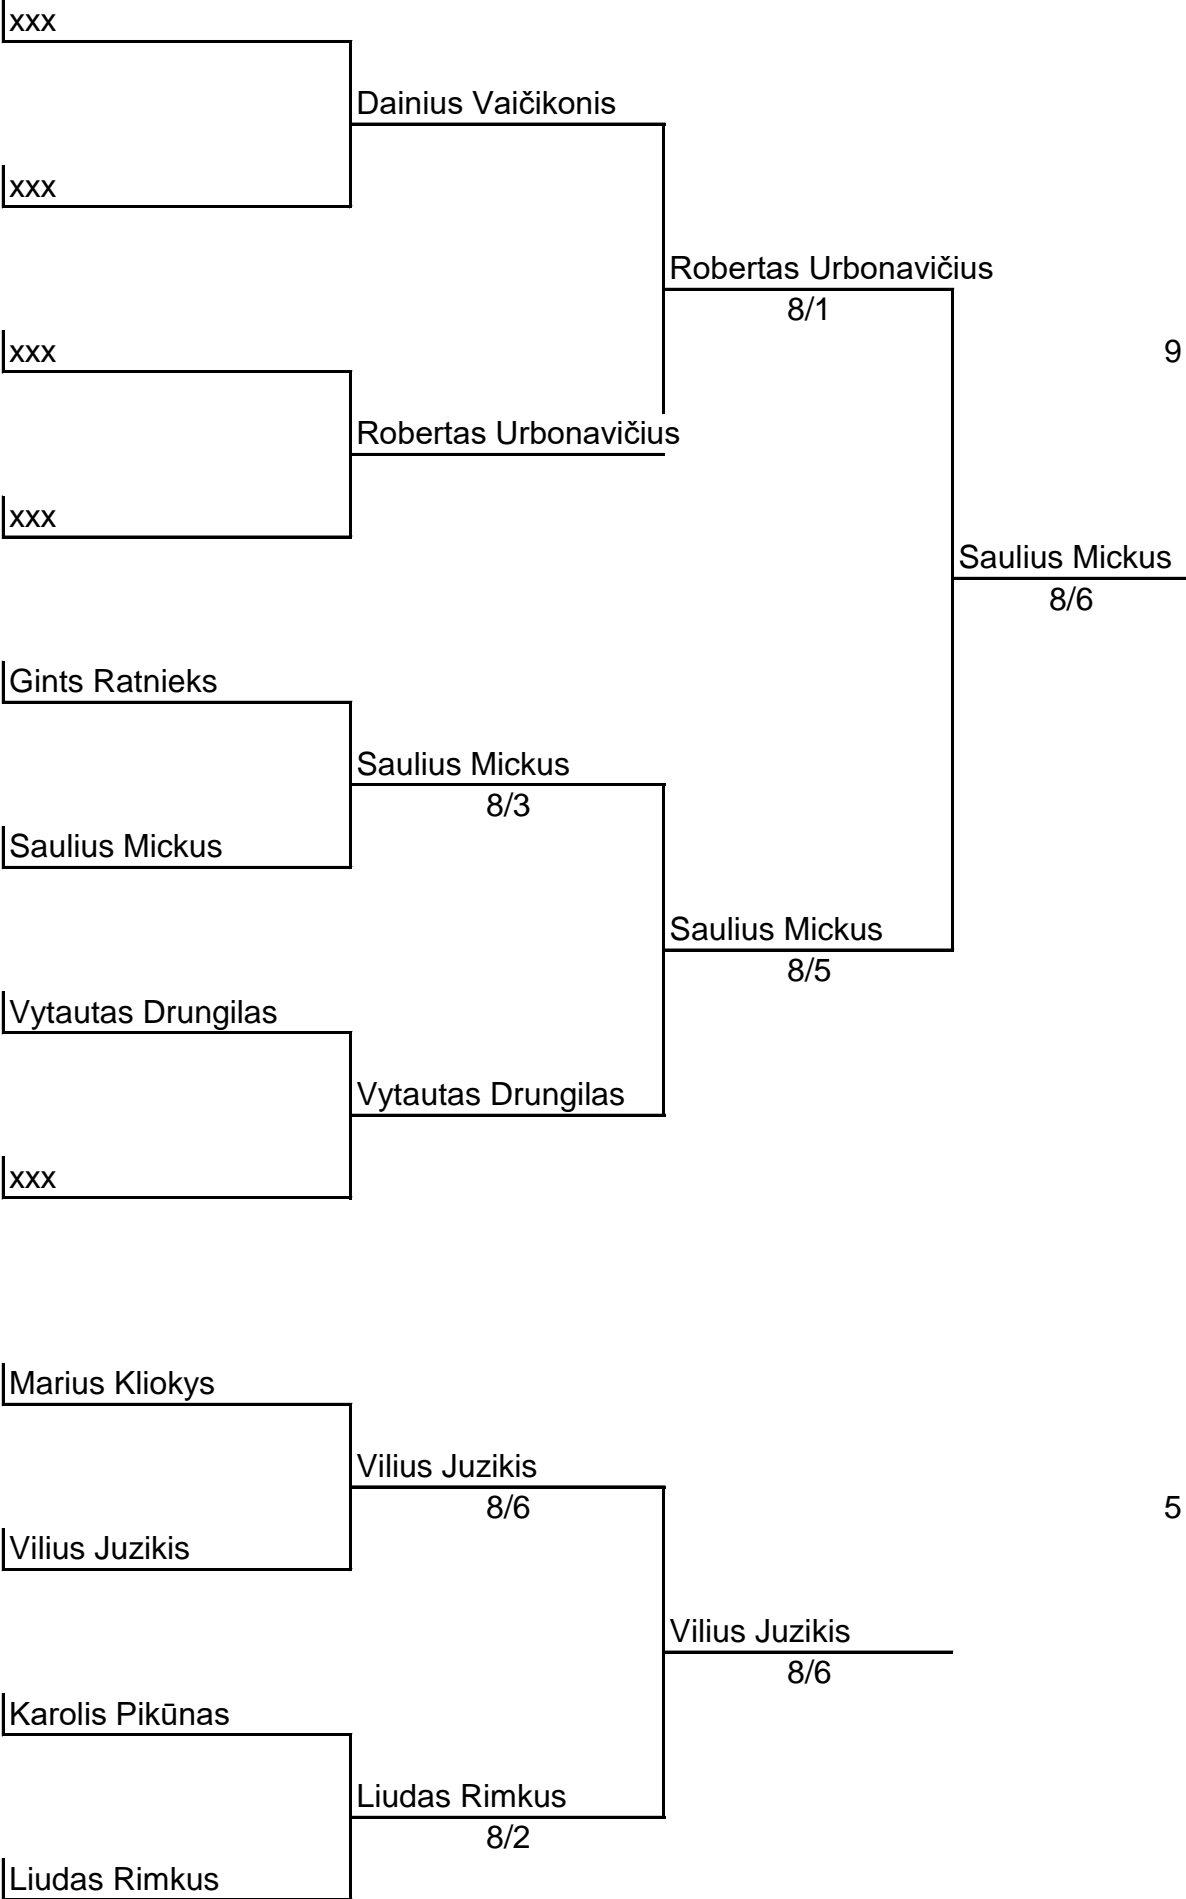 xxx
Dainius Vaičikonis
xxx
Robertas Urbonavičius
8/1
xxx
9
Robertas Urbonavičius
xxx
Saulius Mickus
8/6
Gints Ratnieks
Saulius Mickus
8/3
Saulius Mickus
Saulius Mickus
8/5
Vytautas Drungilas
Vytautas Drungilas
xxx
Marius Kliokys
Vilius Juzikis
8/6
5
Vilius Juzikis
Vilius Juzikis
8/6
Karolis Pikūnas
Liudas Rimkus
8/2
Liudas Rimkus